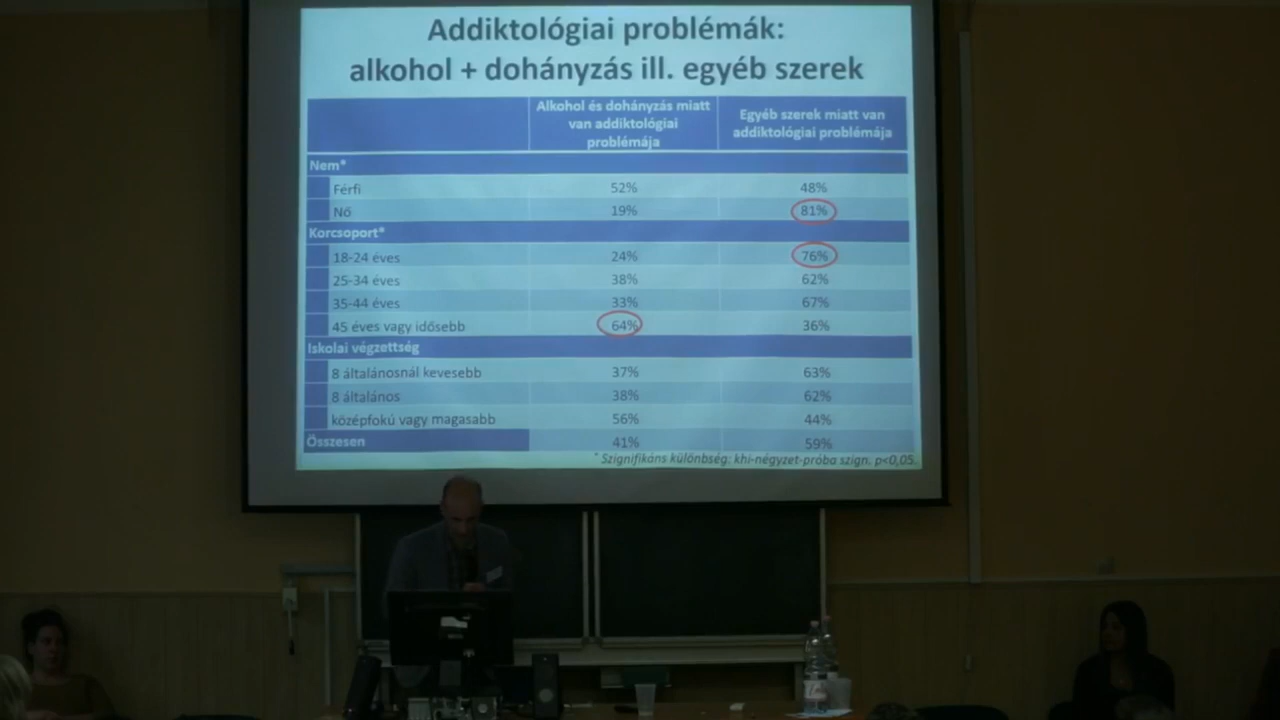 Addiktológiai problémák:
alkohol + dohányzás ill. egyéb szerek
Alkohol és dohányzás miatt van addiktológiai problémája
Egyéb szerek miatt van addiktológiai problémája
Nem*
Férfi 52% 48%
Nő 19% 81%
Korcsoport*
18-24 éves 24% 76%
25-34 éves 38% 62%
35-44 éves 33% 67%
45 éves vagy idősebb 64% 36%
Iskolai végzettség
8 általánosnál kevesebb 37% 63%
8 általános 38% 62%
középfokú vagy magasabb 56% 44%
Összesen 41% 59%
* Szignifikáns különbség: khi-négyzet-próba szign. p<0,05.